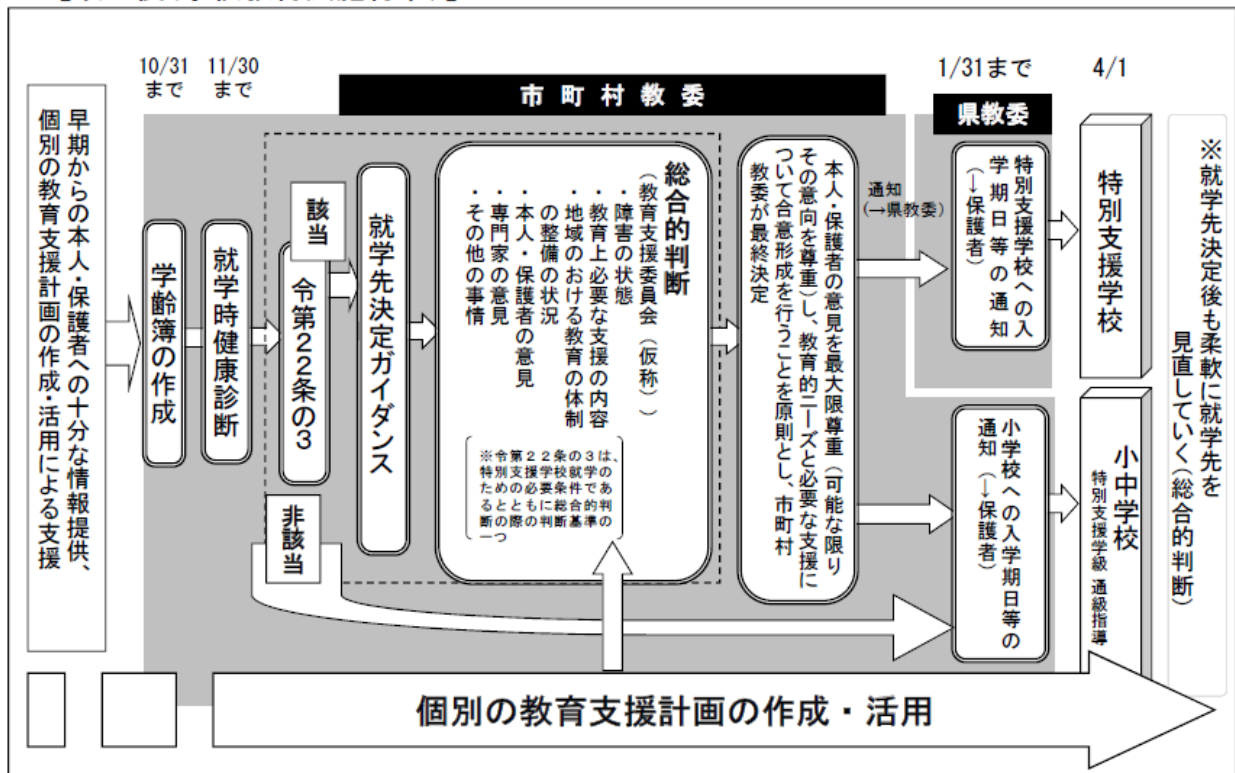 10/31
まで
11/30
まで
1/31まで
4/1
市町村教委
県教委
早期からの本人・保護者への十分な情報提供、
個別の教育支援計画の作成・活用による支援
学齢簿の作成
就学時健康診断
該当
令第22条の3
非該当
就学先決定ガイダンス
総合的判断
(教育支援委員会(仮称))
・障害の状態
・教育上必要な支援の内容
・地域のおける教育の体制
の整備の状況
・本人・保護者の意見
・専門家の意見
・その他の事情
※令第22条の3は、
特別支援学校就学の
ための必要条件であ
るとともに総合的判
断の際の判断基準の
一つ
本人・保護者の意見を最大限尊重(可能な限り
その意向を尊重)し、教育的ニーズと必要な支援に
ついて合意形成を行うことを原則とし、市町村
教委が最終決定
通知
(→県教委)
特別支援学校への入
学期日等の通知
(→保護者)
小学校への入学期日等の
通知(→保護者)
特別支援学校
小中学校
特別支援学級 通級指導
※就学先決定後も柔軟に就学先を
見直していく(総合的判断)
個別の教育支援計画の作成・活用